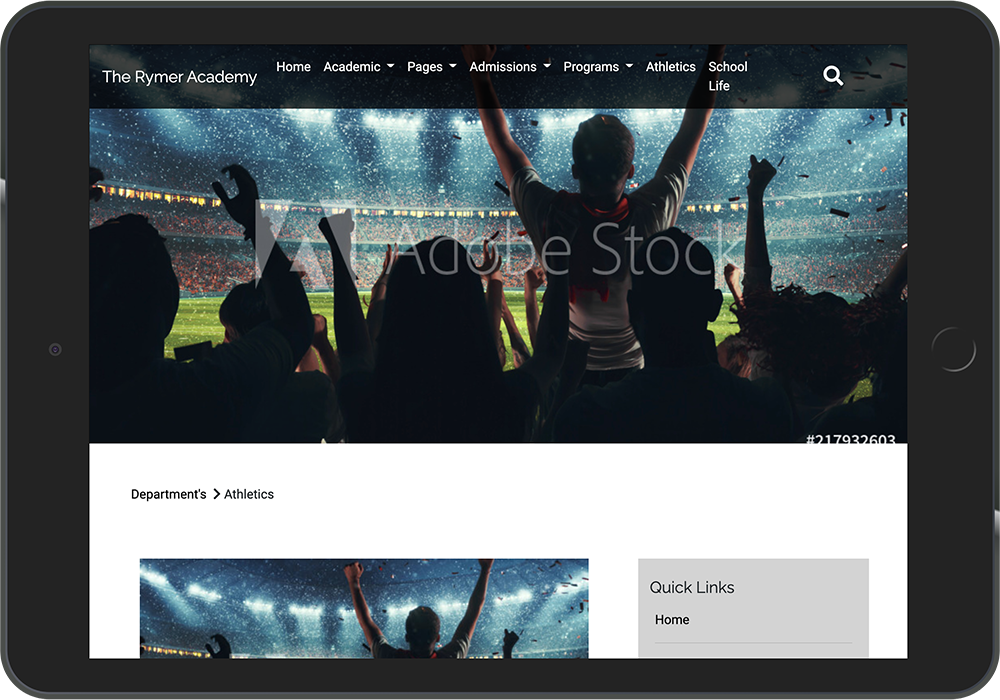 The Rymer Academy
Home Academic Pages Admissions Programs Athletics School
Life
Adobe Stock
#217932603
Department's > Athletics
Quick Links
Home